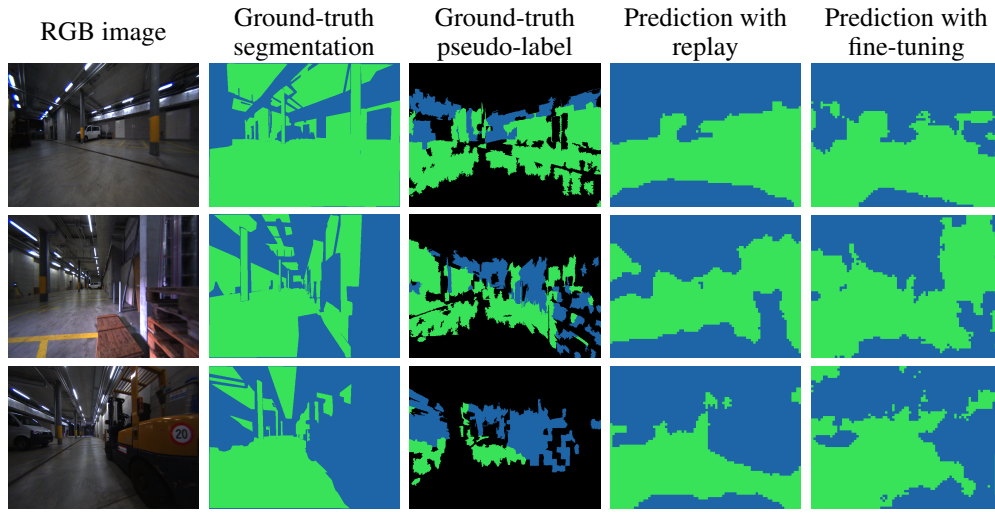 RGB image
Ground-truth
segmentation
Ground-truth
pseudo-label
Prediction with
replay
Prediction with
fine-tuning
20